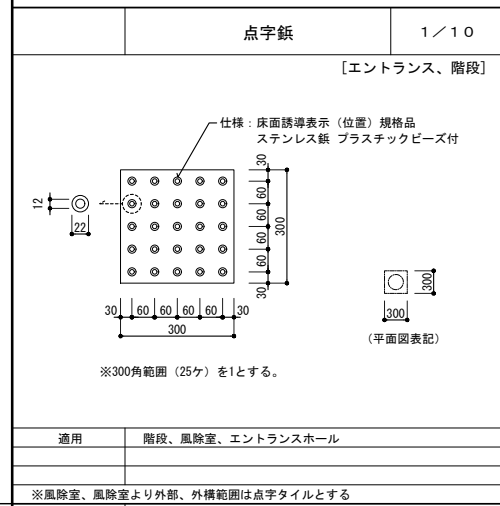 点字鋲 1／10
[エントランス、階段]
仕様：床面誘導表示（位置）規格品
ステンレス鋲 プラスチックビーズ付
30
60
60
60
60
30
300
12
22
30 60 60 60 60 30
300
300
300
（平面図表記）
※300角範囲（25ケ）を1とする。
適用 階段、風除室、エントランスホール
※風除室、風除室より外部、外構範囲は点字タイルとする